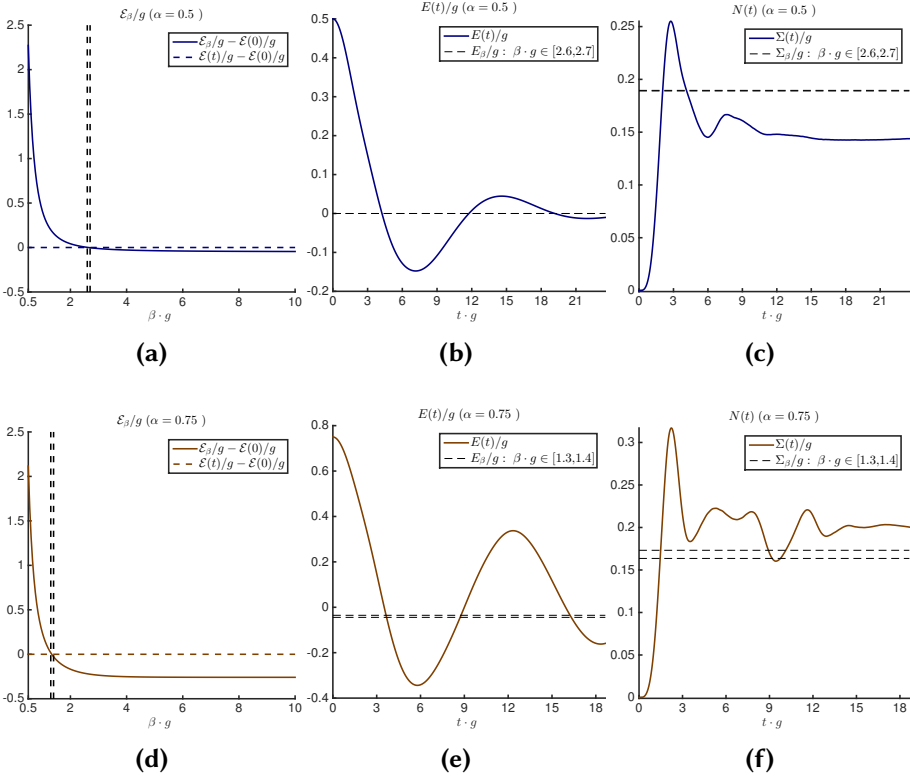 𝓔_β/g (α = 0.5 )
2.5
2
1.5
1
0.5
0
-0.5
0.5 2 4 6 8 10
β · g
𝓔_β/g − 𝓔(0)/g
𝓔(t)/g − 𝓔(0)/g
(a)
E(t)/g (α = 0.5 )
0.5
0.4
0.3
0.2
0.1
0
-0.1
-0.2
0 3 6 9 12 15 18 21
t · g
E(t)/g
E_β/g : β · g ∈ [2.6,2.7]
(b)
N(t) (α = 0.5 )
0.25
0.2
0.15
0.1
0.05
0
0 3 6 9 12 15 18 21
t · g
Σ(t)/g
Σ_β/g : β · g ∈ [2.6,2.7]
(c)
𝓔_β/g (α = 0.75 )
2.5
2
1.5
1
0.5
0
-0.5
0.5 2 4 6 8 10
β · g
𝓔_β/g − 𝓔(0)/g
𝓔(t)/g − 𝓔(0)/g
(d)
E(t)/g (α = 0.75 )
0.8
0.6
0.4
0.2
0
-0.2
-0.4
0 3 6 9 12 15 18
t · g
E(t)/g
E_β/g : β · g ∈ [1.3,1.4]
(e)
N(t) (α = 0.75 )
0.3
0.25
0.2
0.15
0.1
0.05
0
0 3 6 9 12 15 18
t · g
Σ(t)/g
Σ_β/g : β · g ∈ [1.3,1.4]
(f)